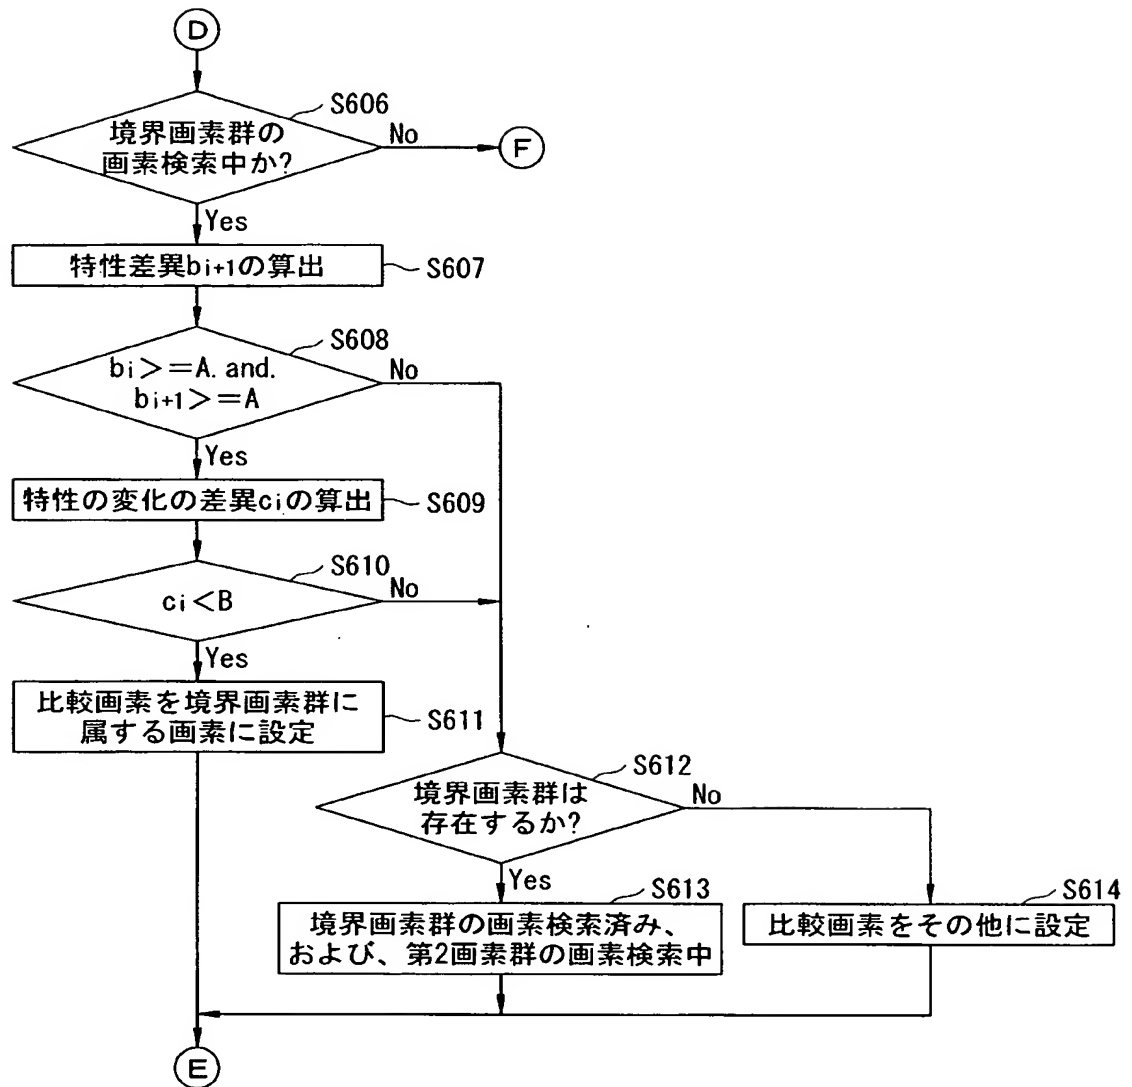 D
S606
境界画素群の
画素検索中か?
No
F
Yes
特性差異bi+1の算出
S607
S608
bi>=A. and.
bi+1>=A
No
Yes
特性の変化の差異ciの算出
S609
S610
ci<B
No
Yes
比較画素を境界画素群に
属する画素に設定
S611
S612
境界画素群は
存在するか?
No
Yes
S613
境界画素群の画素検索済み、
および、第2画素群の画素検索中
S614
比較画素をその他に設定
E